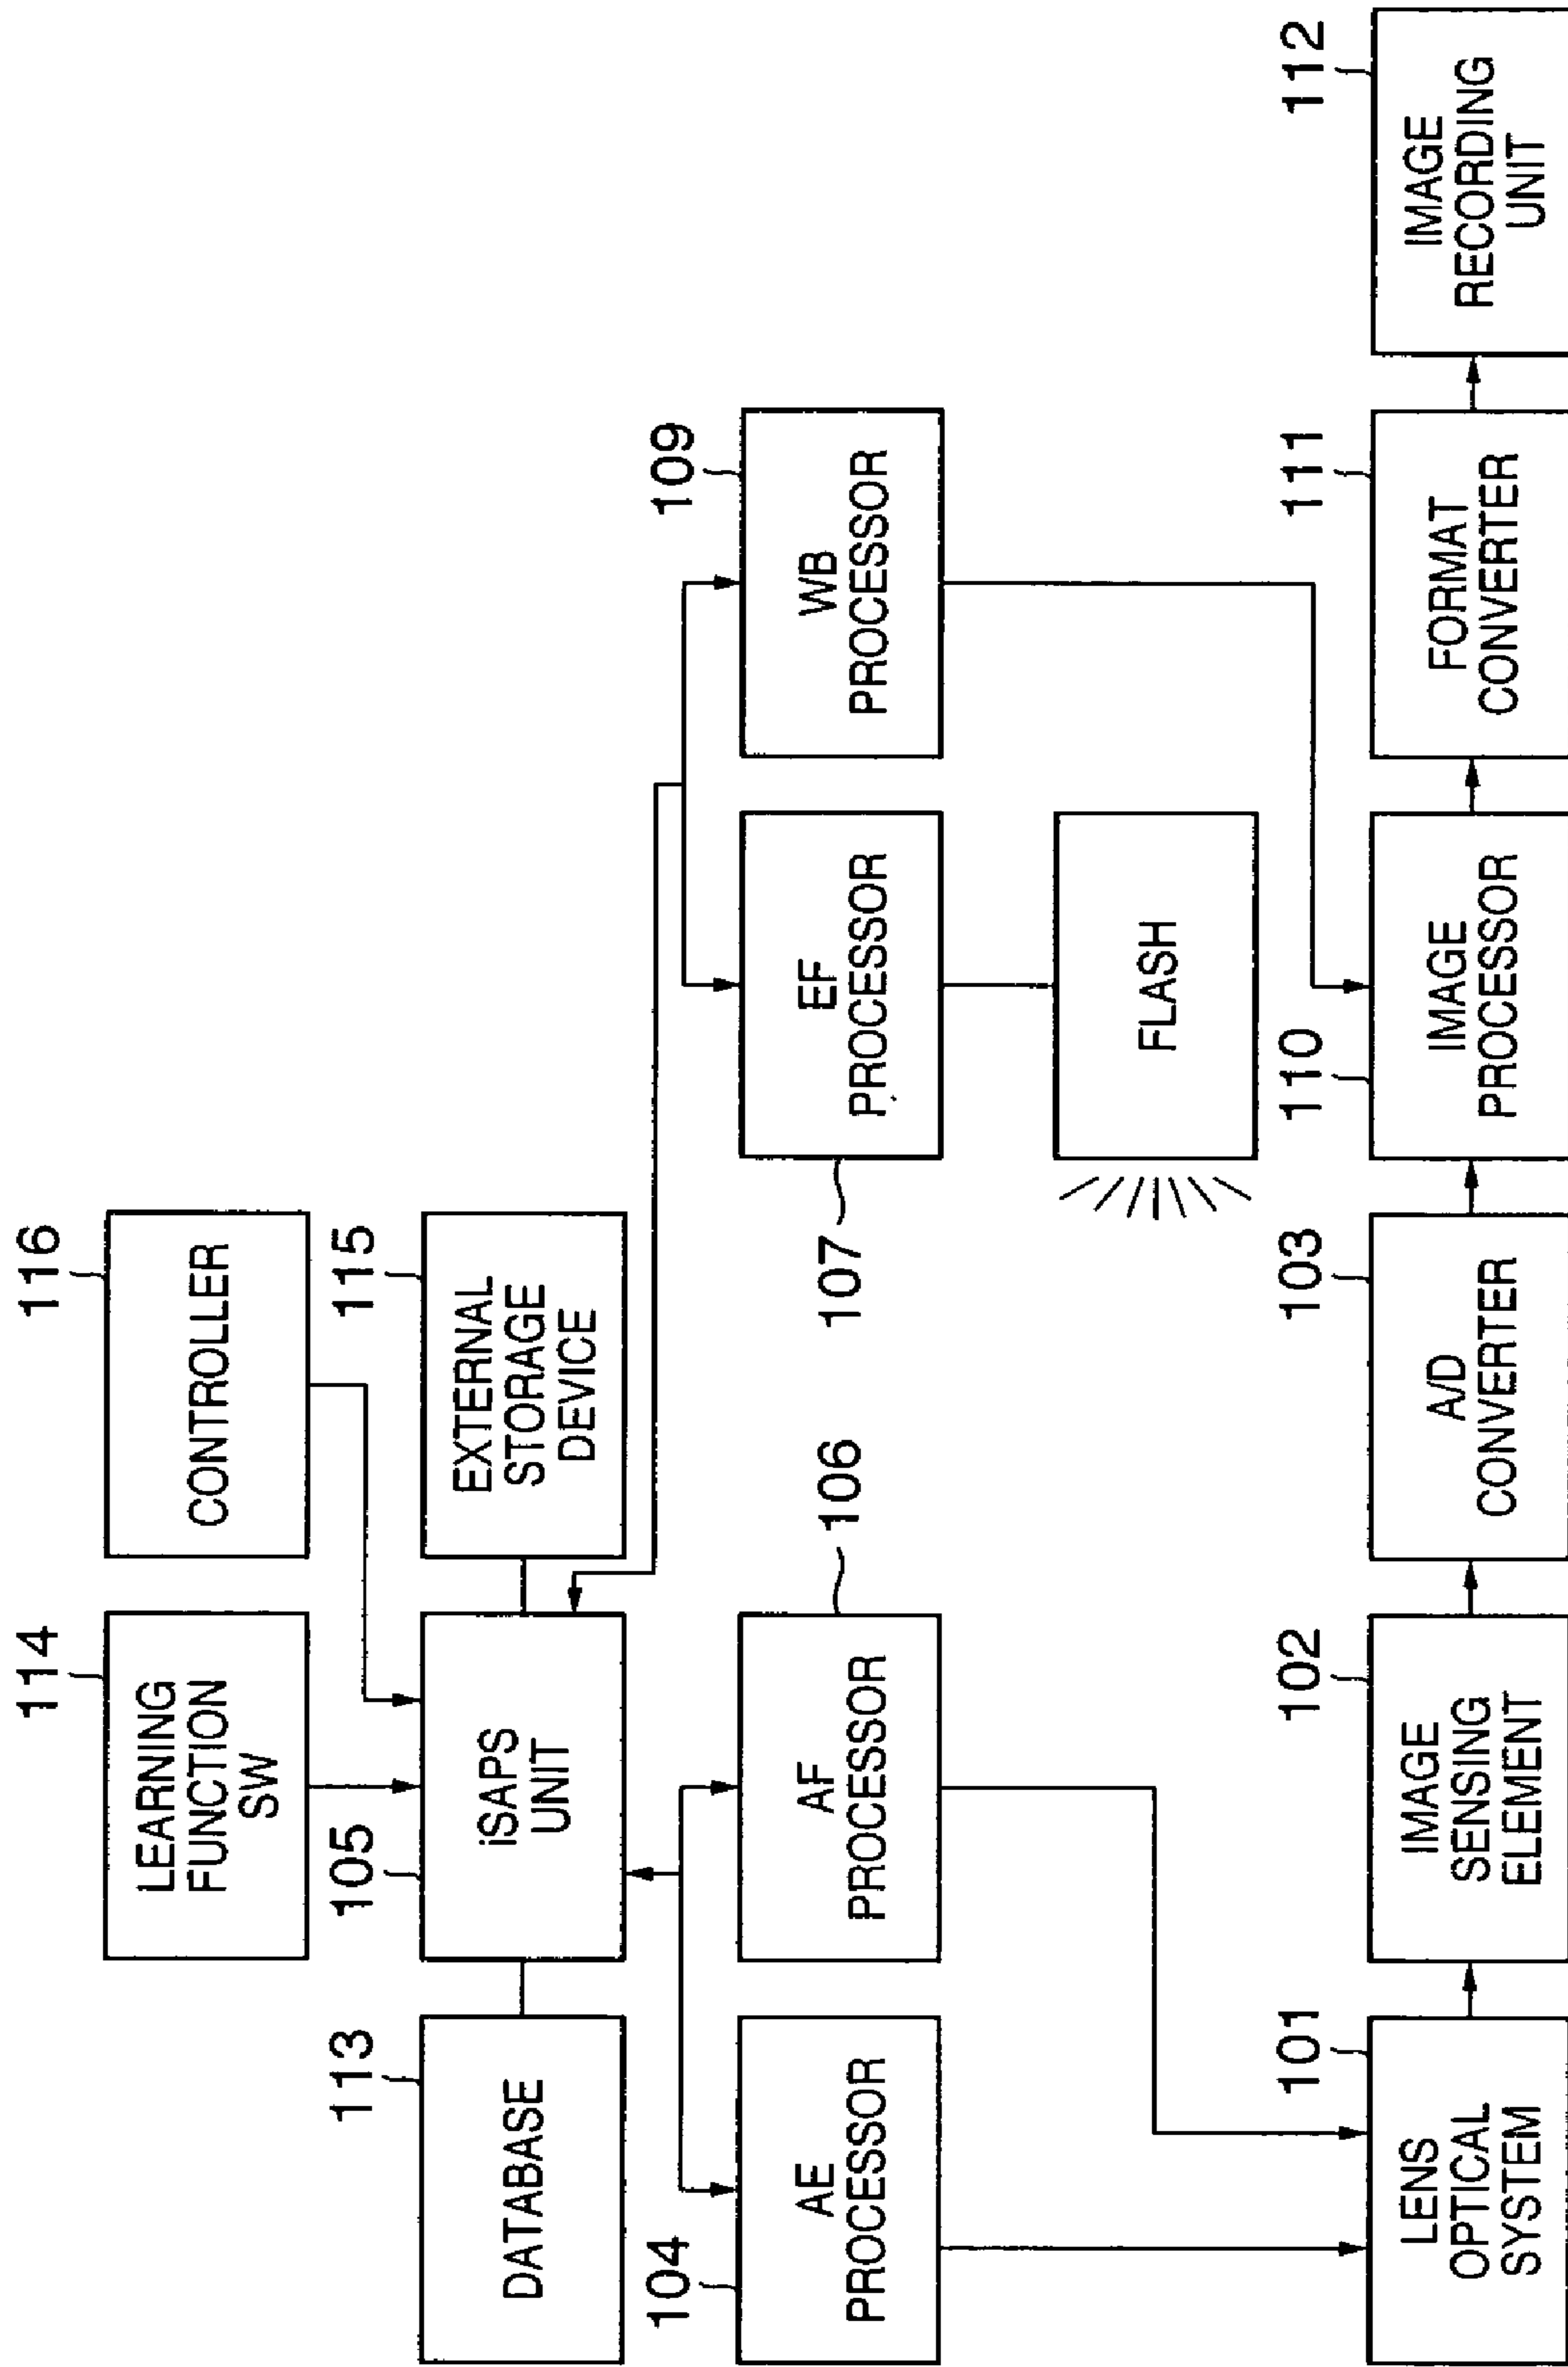 114
LEARNING
FUNCTION
SW
116
CONTROLLER
113
DATABASE
105
iSAPS
UNIT
115
EXTERNAL
STORAGE
DEVICE
104
AE
PROCESSOR
106
AF
PROCESSOR
107
EF
PROCESSOR
109
WB
PROCESSOR
FLASH
101
LENS
OPTICAL
SYSTEM
102
IMAGE
SENSING
ELEMENT
103
A/D
CONVERTER
110
IMAGE
PROCESSOR
111
FORMAT
CONVERTER
112
IMAGE
RECORDING
UNIT